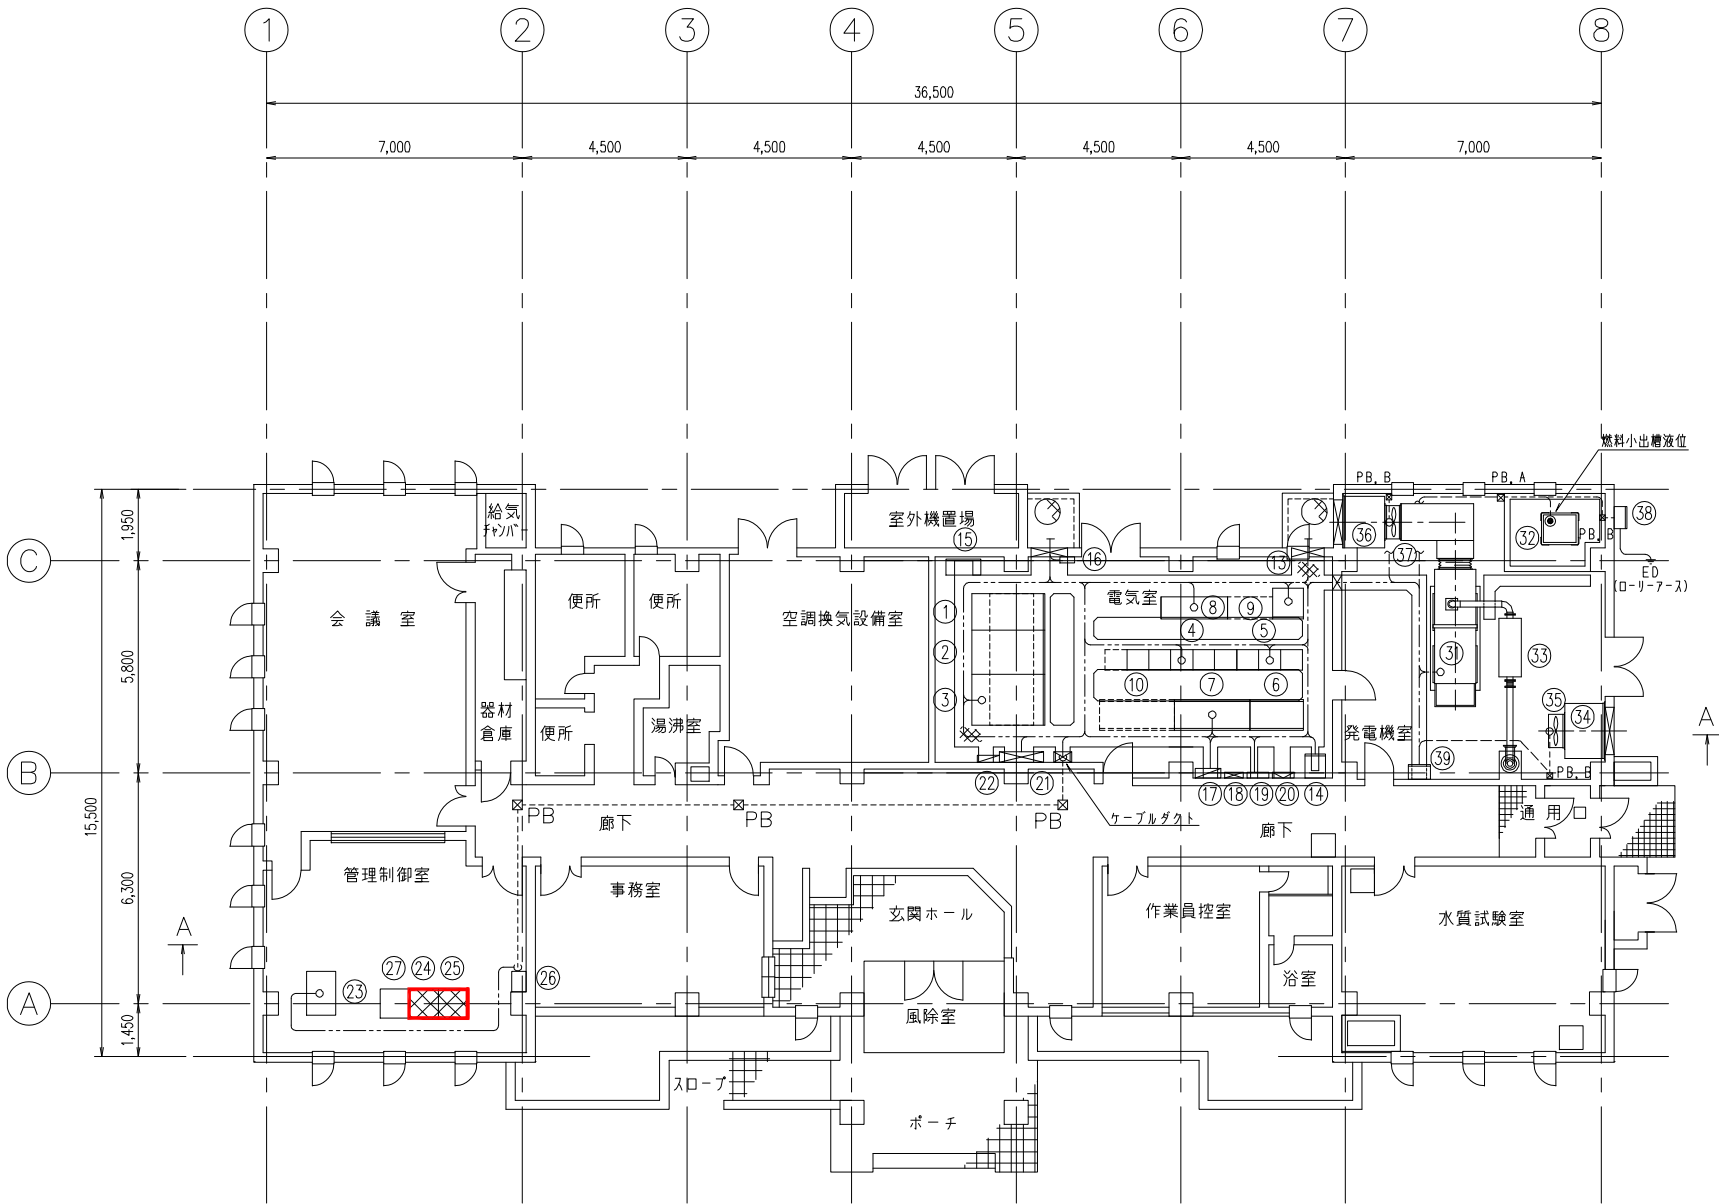 1 2 3 4 5 6 7 8
36,500
7,000 4,500 4,500 4,500 4,500 4,500 7,000
燃料小出槽液位
PB. B PB. A
1,950
給気
ﾁｬﾝﾊﾞｰ
室外機置場
15 16 13 36 37 32 PB. B 38
C
ED
(ローリーアース)
会 議 室
便所 便所
空調換気設備室
電気室
1 8 9
2 4 5
31 33
5,800
3 10 7 6
器材
倉庫
便所
湯沸室
発電機室
35 34
A A
B
22 21 17 18 19 20 14 39 PB. B
15,500
PB PB PB
廊下
ケーブルダクト
廊下
通 用 口
管理制御室
事務室
6,300
玄関ホール
作業員控室
水質試験室
A
27 24 25
23 26
浴室
A
風除室
1,450
スロープ
ポーチ